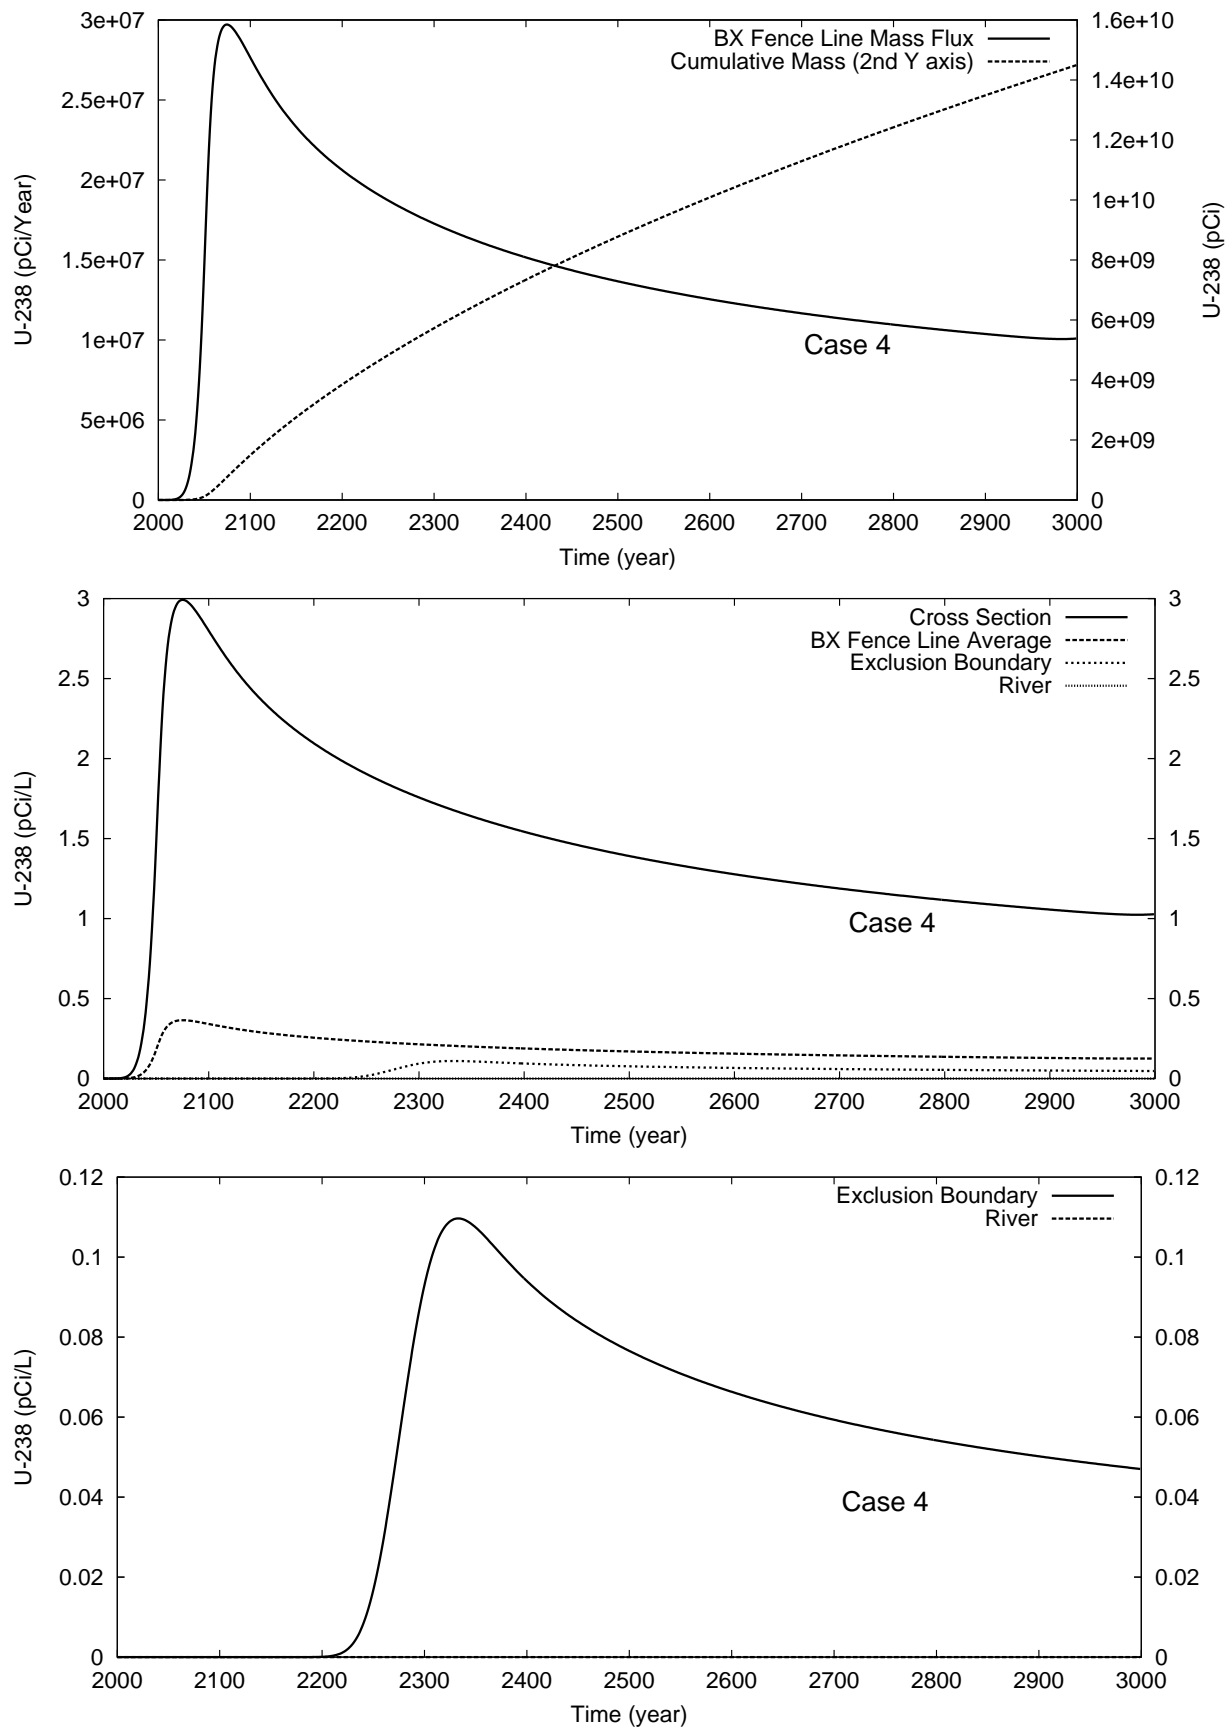 3e+07
2.5e+07
2e+07
1.5e+07
1e+07
5e+06
0
U-238 (pCi/Year)
BX Fence Line Mass Flux
Cumulative Mass (2nd Y axis)
Case 4
1.6e+10
1.4e+10
1.2e+10
1e+10
8e+09
6e+09
4e+09
2e+09
0
U-238 (pCi)
2000 2100 2200 2300 2400 2500 2600 2700 2800 2900 3000
Time (year)
3
2.5
2
1.5
1
0.5
0
U-238 (pCi/L)
Cross Section
BX Fence Line Average
Exclusion Boundary
River
Case 4
3
2.5
2
1.5
1
0.5
0
2000 2100 2200 2300 2400 2500 2600 2700 2800 2900 3000
Time (year)
0.12
0.1
0.08
0.06
0.04
0.02
0
U-238 (pCi/L)
Exclusion Boundary
River
Case 4
0.12
0.1
0.08
0.06
0.04
0.02
0
2000 2100 2200 2300 2400 2500 2600 2700 2800 2900 3000
Time (year)